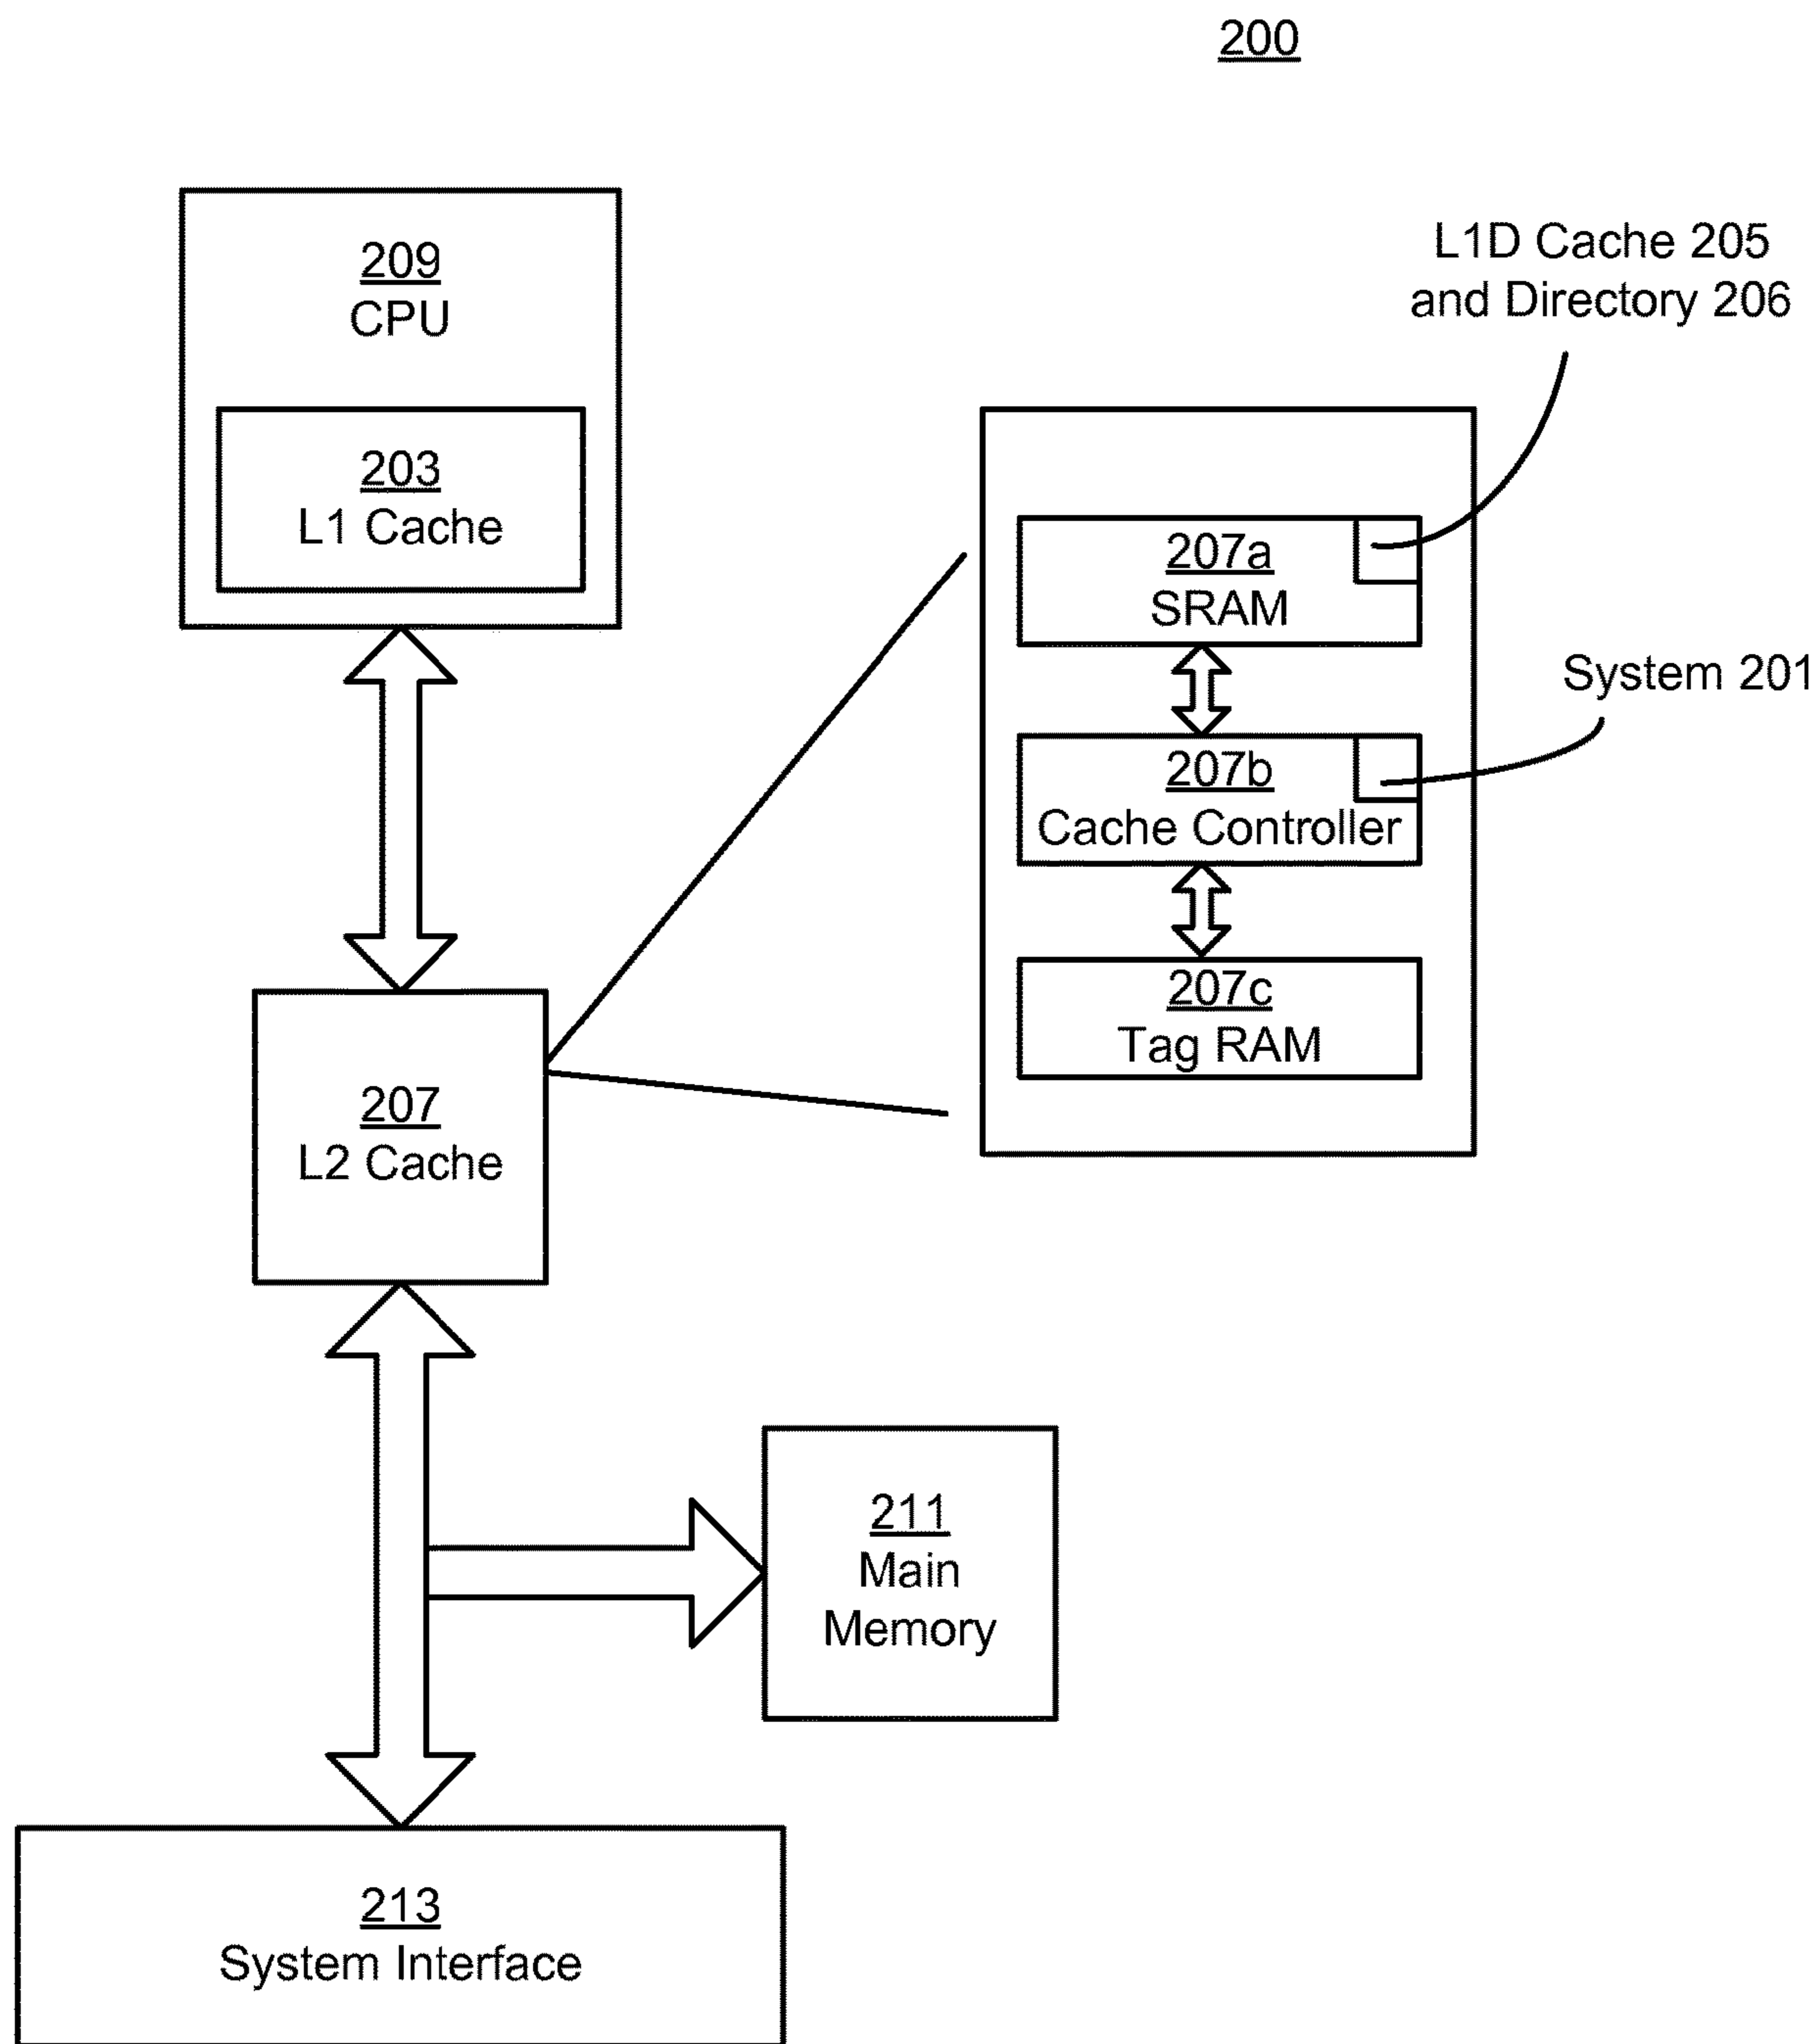 200
209
CPU
203
L1 Cache
L1D Cache 205
and Directory 206
207a
SRAM
System 201
207b
Cache Controller
207c
Tag RAM
207
L2 Cache
211
Main
Memory
213
System Interface